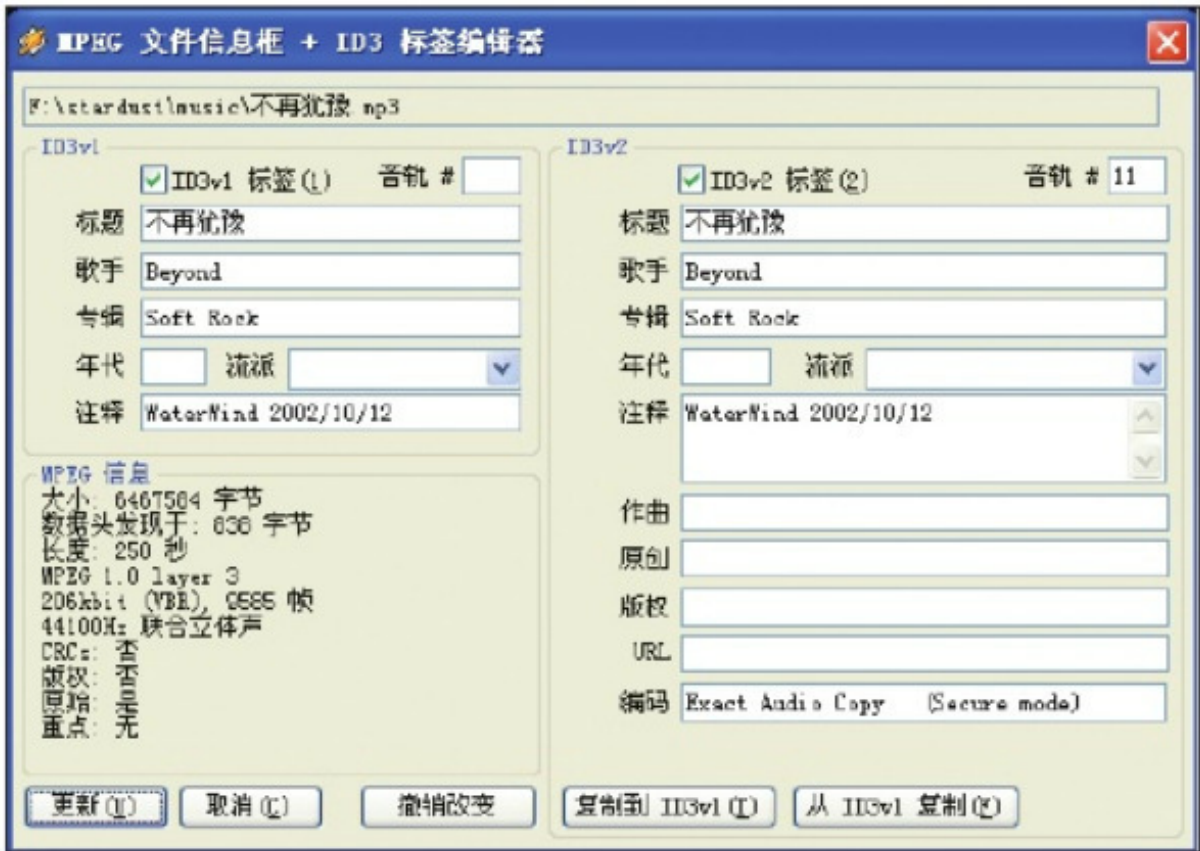 MPEG 文件信息框 + ID3 标签编辑器
F:\stardust\music\不再犹豫.mp3
ID3v1
ID3v1 标签(1) 音轨 #
标题 不再犹豫
歌手 Beyond
专辑 Soft Rock
年代 流派
注释 WaterWind 2002/10/12
MPEG 信息
大小: 6467584 字节
数据头发现于: 838 字节
长度: 250 秒
MPEG 1.0 layer 3
206kbit (VBR), 9585 帧
44100Hz 联合立体声
CRCs: 否
版权: 否
原始: 是
重点: 无
更新(U) 取消(C) 撤销改变
ID3v2
ID3v2 标签(2) 音轨 # 11
标题 不再犹豫
歌手 Beyond
专辑 Soft Rock
年代 流派
注释 WaterWind 2002/10/12
作曲
原创
版权
URL
编码 Exact Audio Copy (Secure mode)
复制到 ID3v1(T) 从 ID3v1 复制(F)